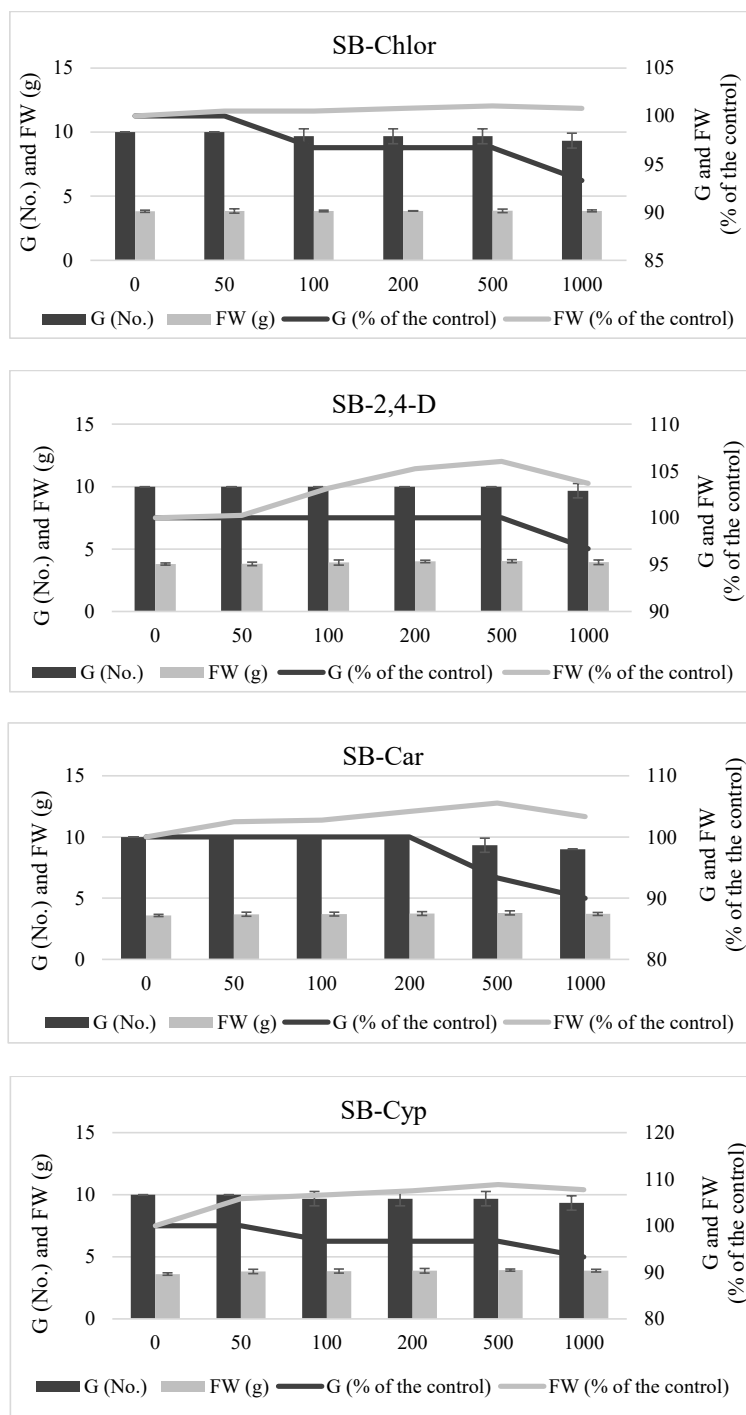 SB-Chlor
G (No.) and FW (g)
15
10
5
0
105
100
95
90
85
G and FW
(% of the control)
0 50 100 200 500 1000
G (No.) FW (g) G (% of the control) FW (% of the control)
SB-2,4-D
G (No.) and FW (g)
15
10
5
0
110
105
100
95
90
G and FW
(% of the control)
0 50 100 200 500 1000
G (No.) FW (g) G (% of the control) FW (% of the control)
SB-Car
G (No.) and FW (g)
15
10
5
0
110
100
90
80
G and FW
(% of the the control)
0 50 100 200 500 1000
G (No.) FW (g) G (% of the control) FW (% of the control)
SB-Cyp
G (No.) and FW (g)
15
10
5
0
120
110
100
90
80
G and FW
(% of the control)
0 50 100 200 500 1000
G (No.) FW (g) G (% of the control) FW (% of the control)